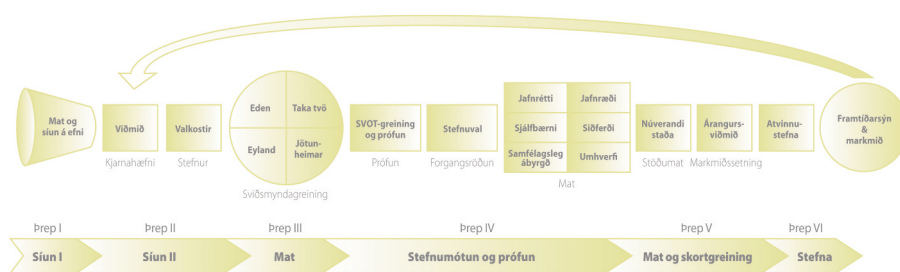 Mat og
síun á efni
Viðmið
Kjarnahæfni
Valkostir
Stefnur
Eden
Taka tvö
Eyland
Jötun-
heimar
Sviðsmyndagreining
SVOT-greining
og prófun
Prófun
Stefnuval
Forgangsröðun
Jafnrétti
Jafnræði
Sjálfbærni
Siðferði
Samfélagsleg
ábyrgð
Umhverfi
Mat
Núverandi
staða
Stöðumat
Árangurs-
viðmið
Markmiðssetning
Atvinnu-
stefna
Framtíðarsýn
&
markmið
Þrep I
Þrep II
Þrep III
Þrep IV
Þrep V
Þrep VI
Síun I
Síun II
Mat
Stefnumótun og prófun
Mat og skortgreining
Stefna